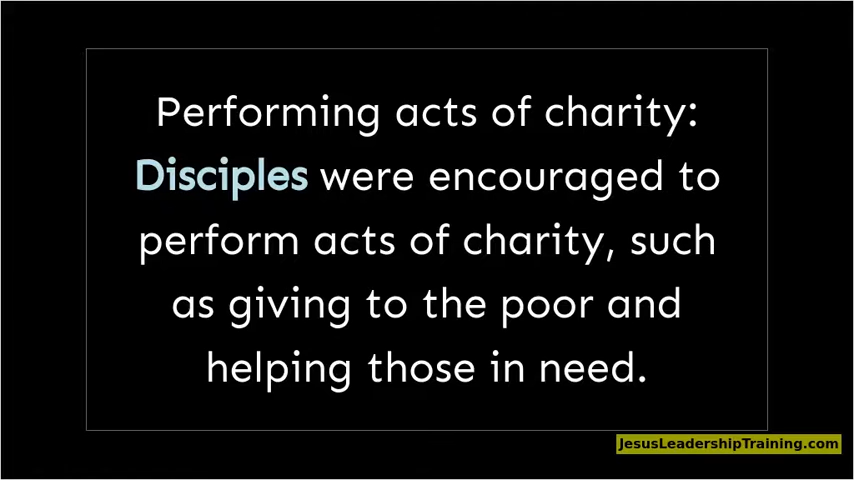 Performing acts of charity:
Disciples were encouraged to
perform acts of charity, such
as giving to the poor and
helping those in need.
JesusLeadershipTraining.com